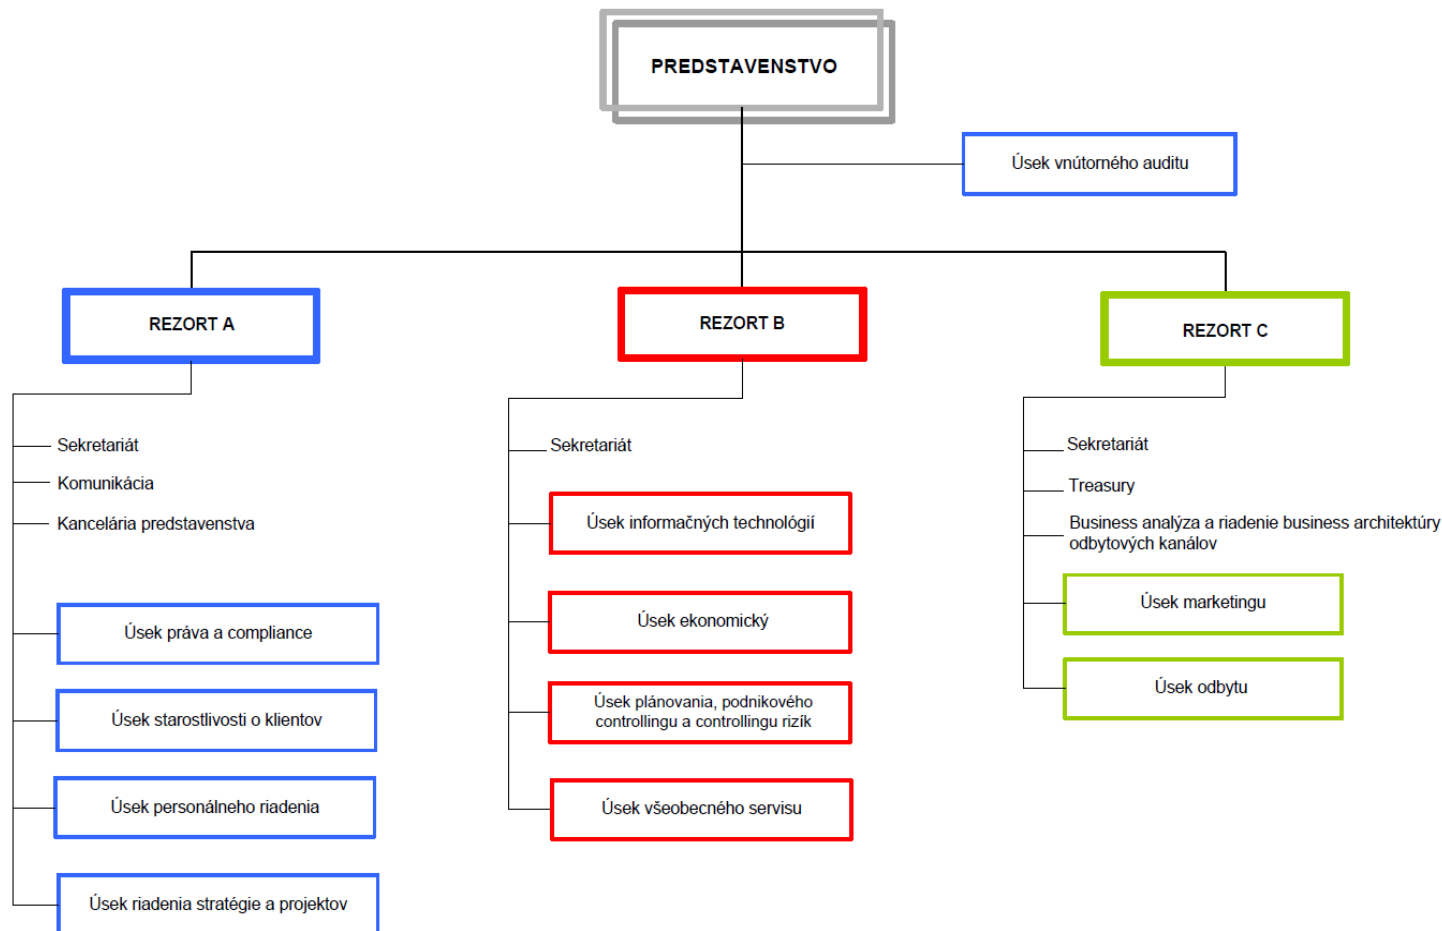 PREDSTAVENSTVO
Úsek vnútorného auditu
REZORT A
Sekretariát
Komunikácia
Kancelária predstavenstva
Úsek práva a compliance
Úsek starostlivosti o klientov
Úsek personálneho riadenia
Úsek riadenia stratégie a projektov
REZORT B
Sekretariát
Úsek informačných technológií
Úsek ekonomický
Úsek plánovania, podnikového
controllingu a controllingu rizík
Úsek všeobecného servisu
REZORT C
Sekretariát
Treasury
Business analýza a riadenie business architektúry
odbytových kanálov
Úsek marketingu
Úsek odbytu